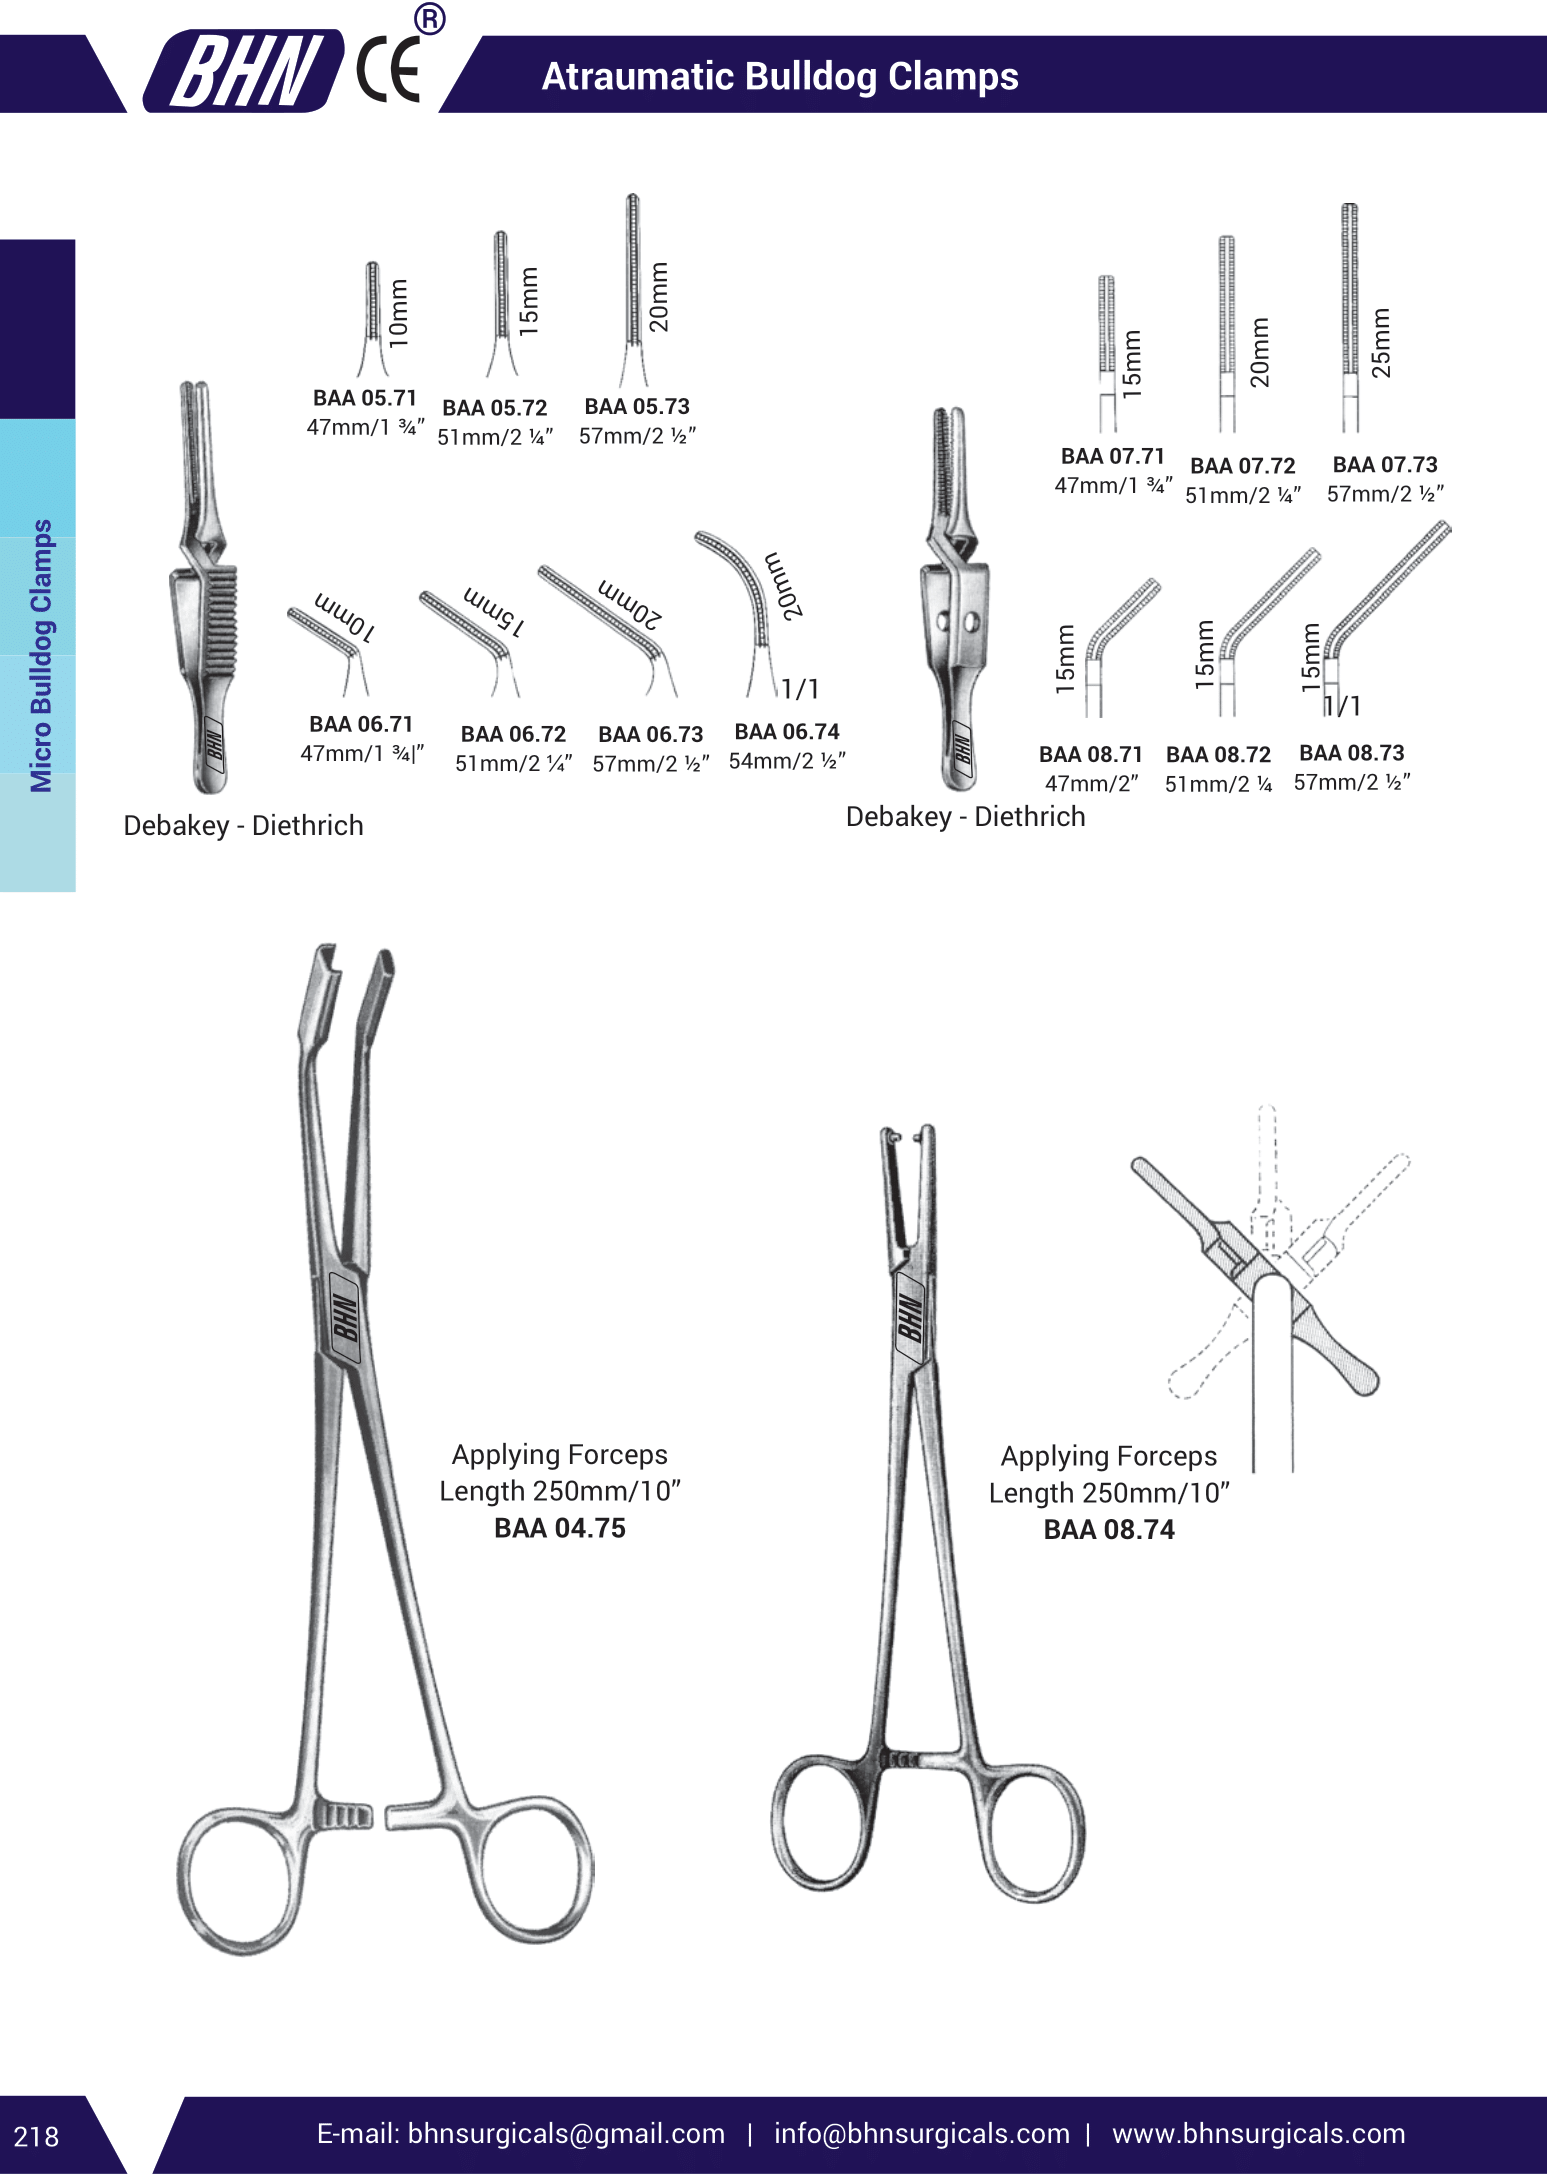 BHN CE ®
Atraumatic Bulldog Clamps
Micro Bulldog Clamps
10mm
15mm
20mm
BAA 05.71
47mm/1 ¾”
BAA 05.72
51mm/2 ¼”
BAA 05.73
57mm/2 ½”
10mm
15mm
20mm
20mm
1/1
BAA 06.71
47mm/1 ¾|”
BAA 06.72
51mm/2 ¼”
BAA 06.73
57mm/2 ½”
BAA 06.74
54mm/2 ½”
BHN
Debakey - Diethrich
15mm
20mm
25mm
BAA 07.71
47mm/1 ¾”
BAA 07.72
51mm/2 ¼”
BAA 07.73
57mm/2 ½”
15mm
15mm
15mm
1/1
BAA 08.71
47mm/2”
BAA 08.72
51mm/2 ¼
BAA 08.73
57mm/2 ½”
BHN
Debakey - Diethrich
BHN
Applying Forceps
Length 250mm/10”
BAA 04.75
BHN
Applying Forceps
Length 250mm/10”
BAA 08.74
218
E-mail: bhnsurgicals@gmail.com | info@bhnsurgicals.com | www.bhnsurgicals.com